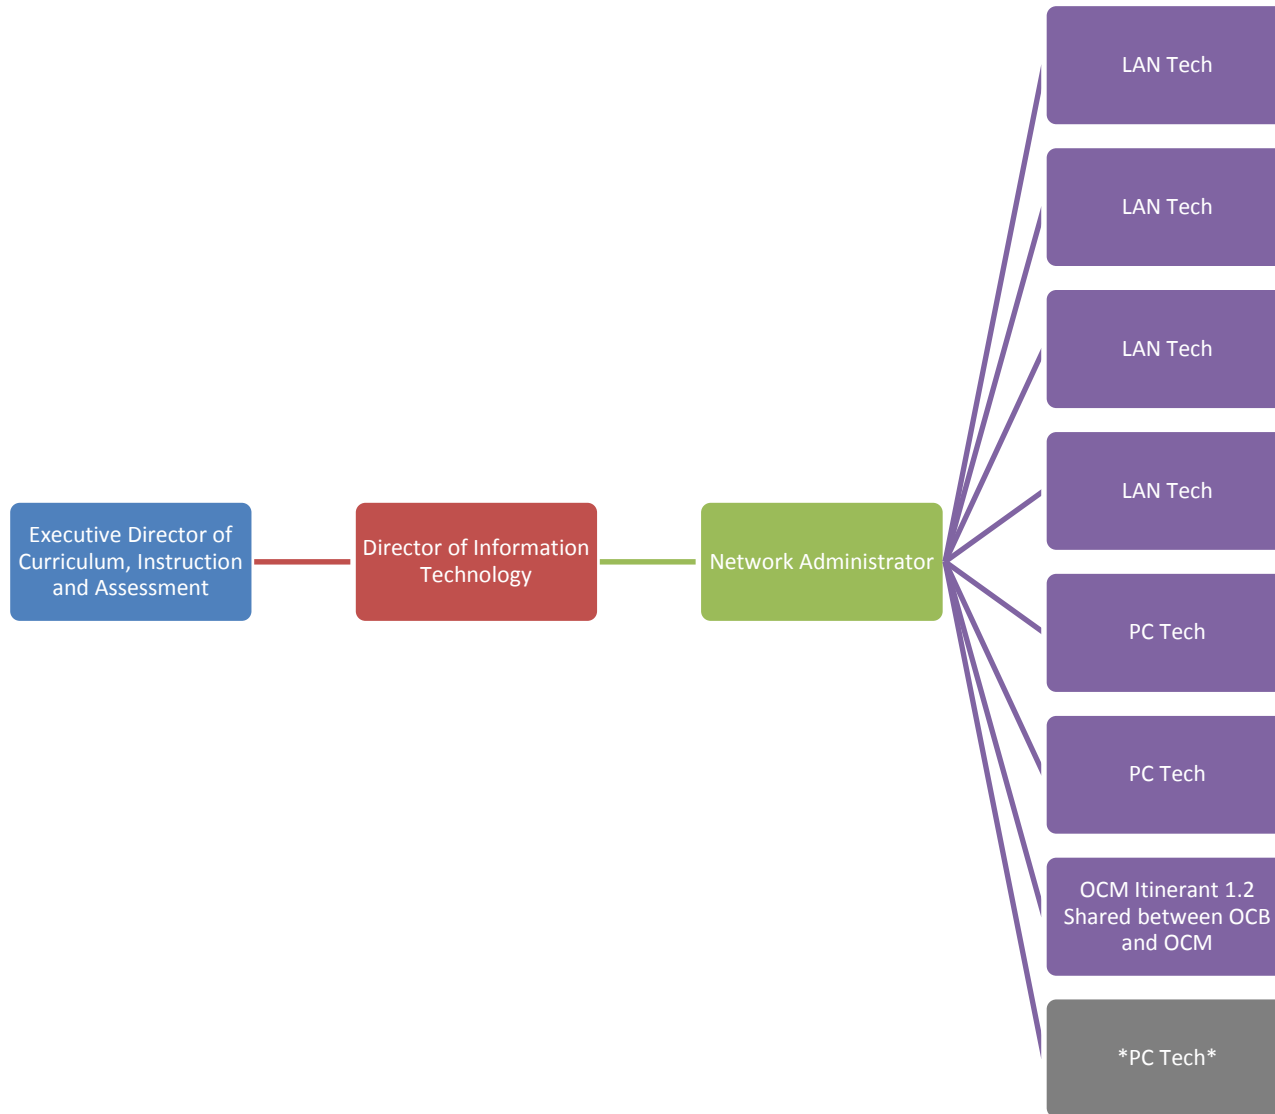 LAN Tech
LAN Tech
LAN Tech
LAN Tech
Executive Director of
Curriculum, Instruction
and Assessment
Director of Information
Technology
Network Administrator
PC Tech
PC Tech
OCM Itinerant 1.2
Shared between OCB
and OCM
*PC Tech*